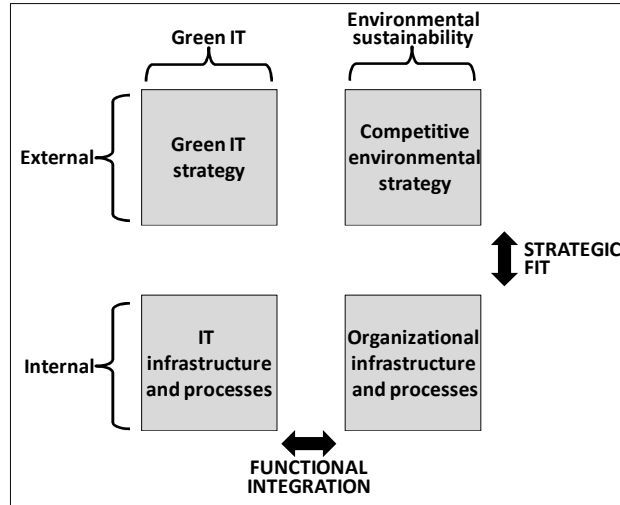 Green IT
Environmental
sustainability
External
Green IT
strategy
Competitive
environmental
strategy
STRATEGIC
FIT
Internal
IT
infrastructure
and processes
Organizational
infrastructure
and processes
FUNCTIONAL
INTEGRATION